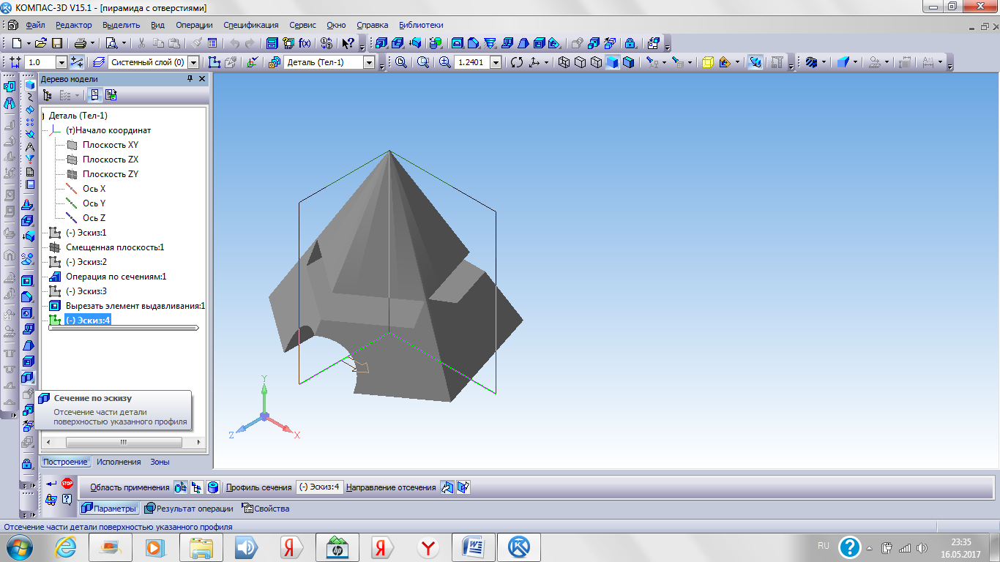 КОМПАС-3D V15.1 - [пирамида с отверстиями]
Файл Редактор Выделить Вид Операции Спецификация Сервис Окно Справка Библиотеки
f(x)
1.0 Системный слой (0) Деталь (Тел-1) 1.2401
Дерево модели
Деталь (Тел-1)
(т)Начало координат
Плоскость XY
Плоскость ZX
Плоскость ZY
Ось X
Ось Y
Ось Z
(-) Эскиз:1
Смещенная плоскость:1
(-) Эскиз:2
Операция по сечениям:1
(-) Эскиз:3
Вырезать элемент выдавливания:1
(-) Эскиз:4
Сечение по эскизу
Отсечение части детали
поверхностью указанного профиля
Y
Z
X
Построение Исполнения Зоны
STOP Область применения Профиль сечения (-) Эскиз:4 Направление отсечения
Параметры Результат операции Свойства
Отсечение части детали поверхностью указанного профиля
Я hp Я Y W RU ? 23:35
16.05.2017